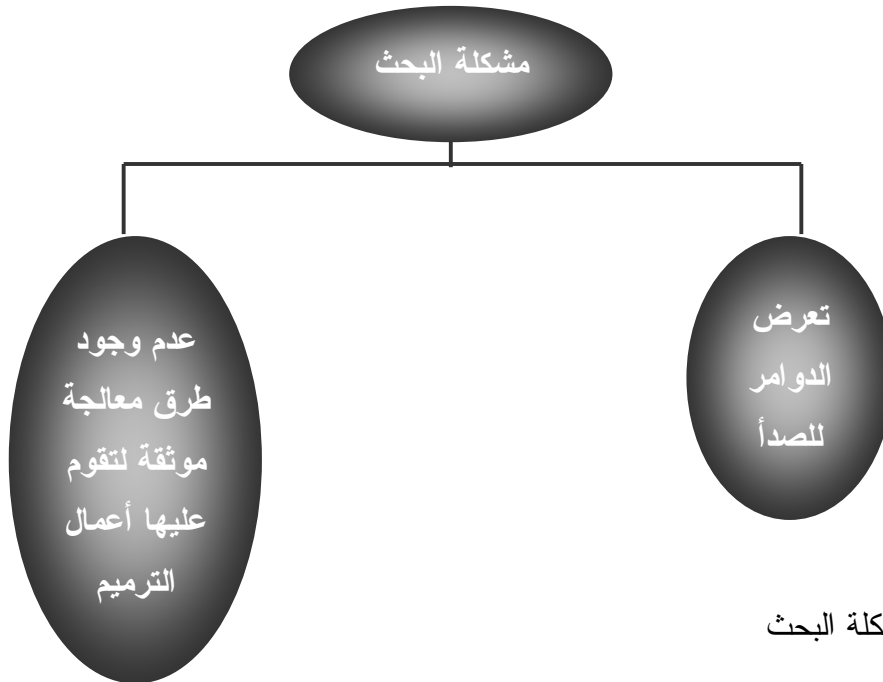 مشكلة البحث
تعرض
الدوامر
للصدأ
عدم وجود
طرق معالجة
موثقة لتقوم
عليها أعمال
الترميم
كلة البحث